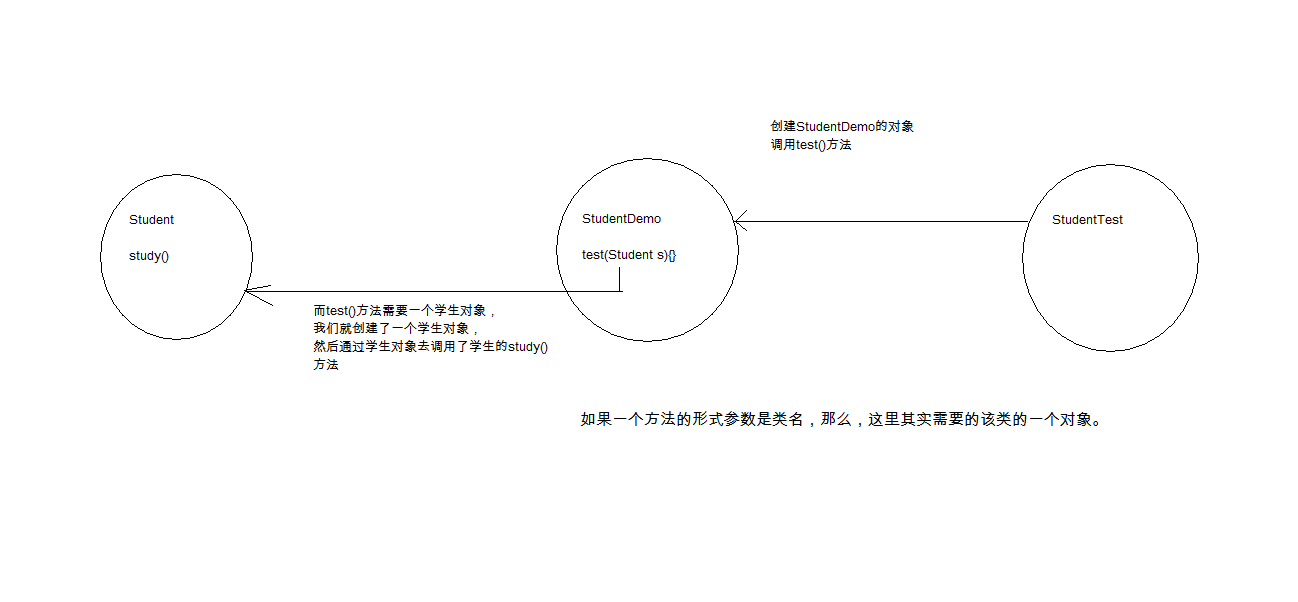 创建StudentDemo的对象
调用test()方法
Student
study()
StudentDemo
test(Student s){}
StudentTest
而test()方法需要一个学生对象，
我们就创建了一个学生对象，
然后通过学生对象去调用了学生的study()
方法
如果一个方法的形式参数是类名，那么，这里其实需要的该类的一个对象。